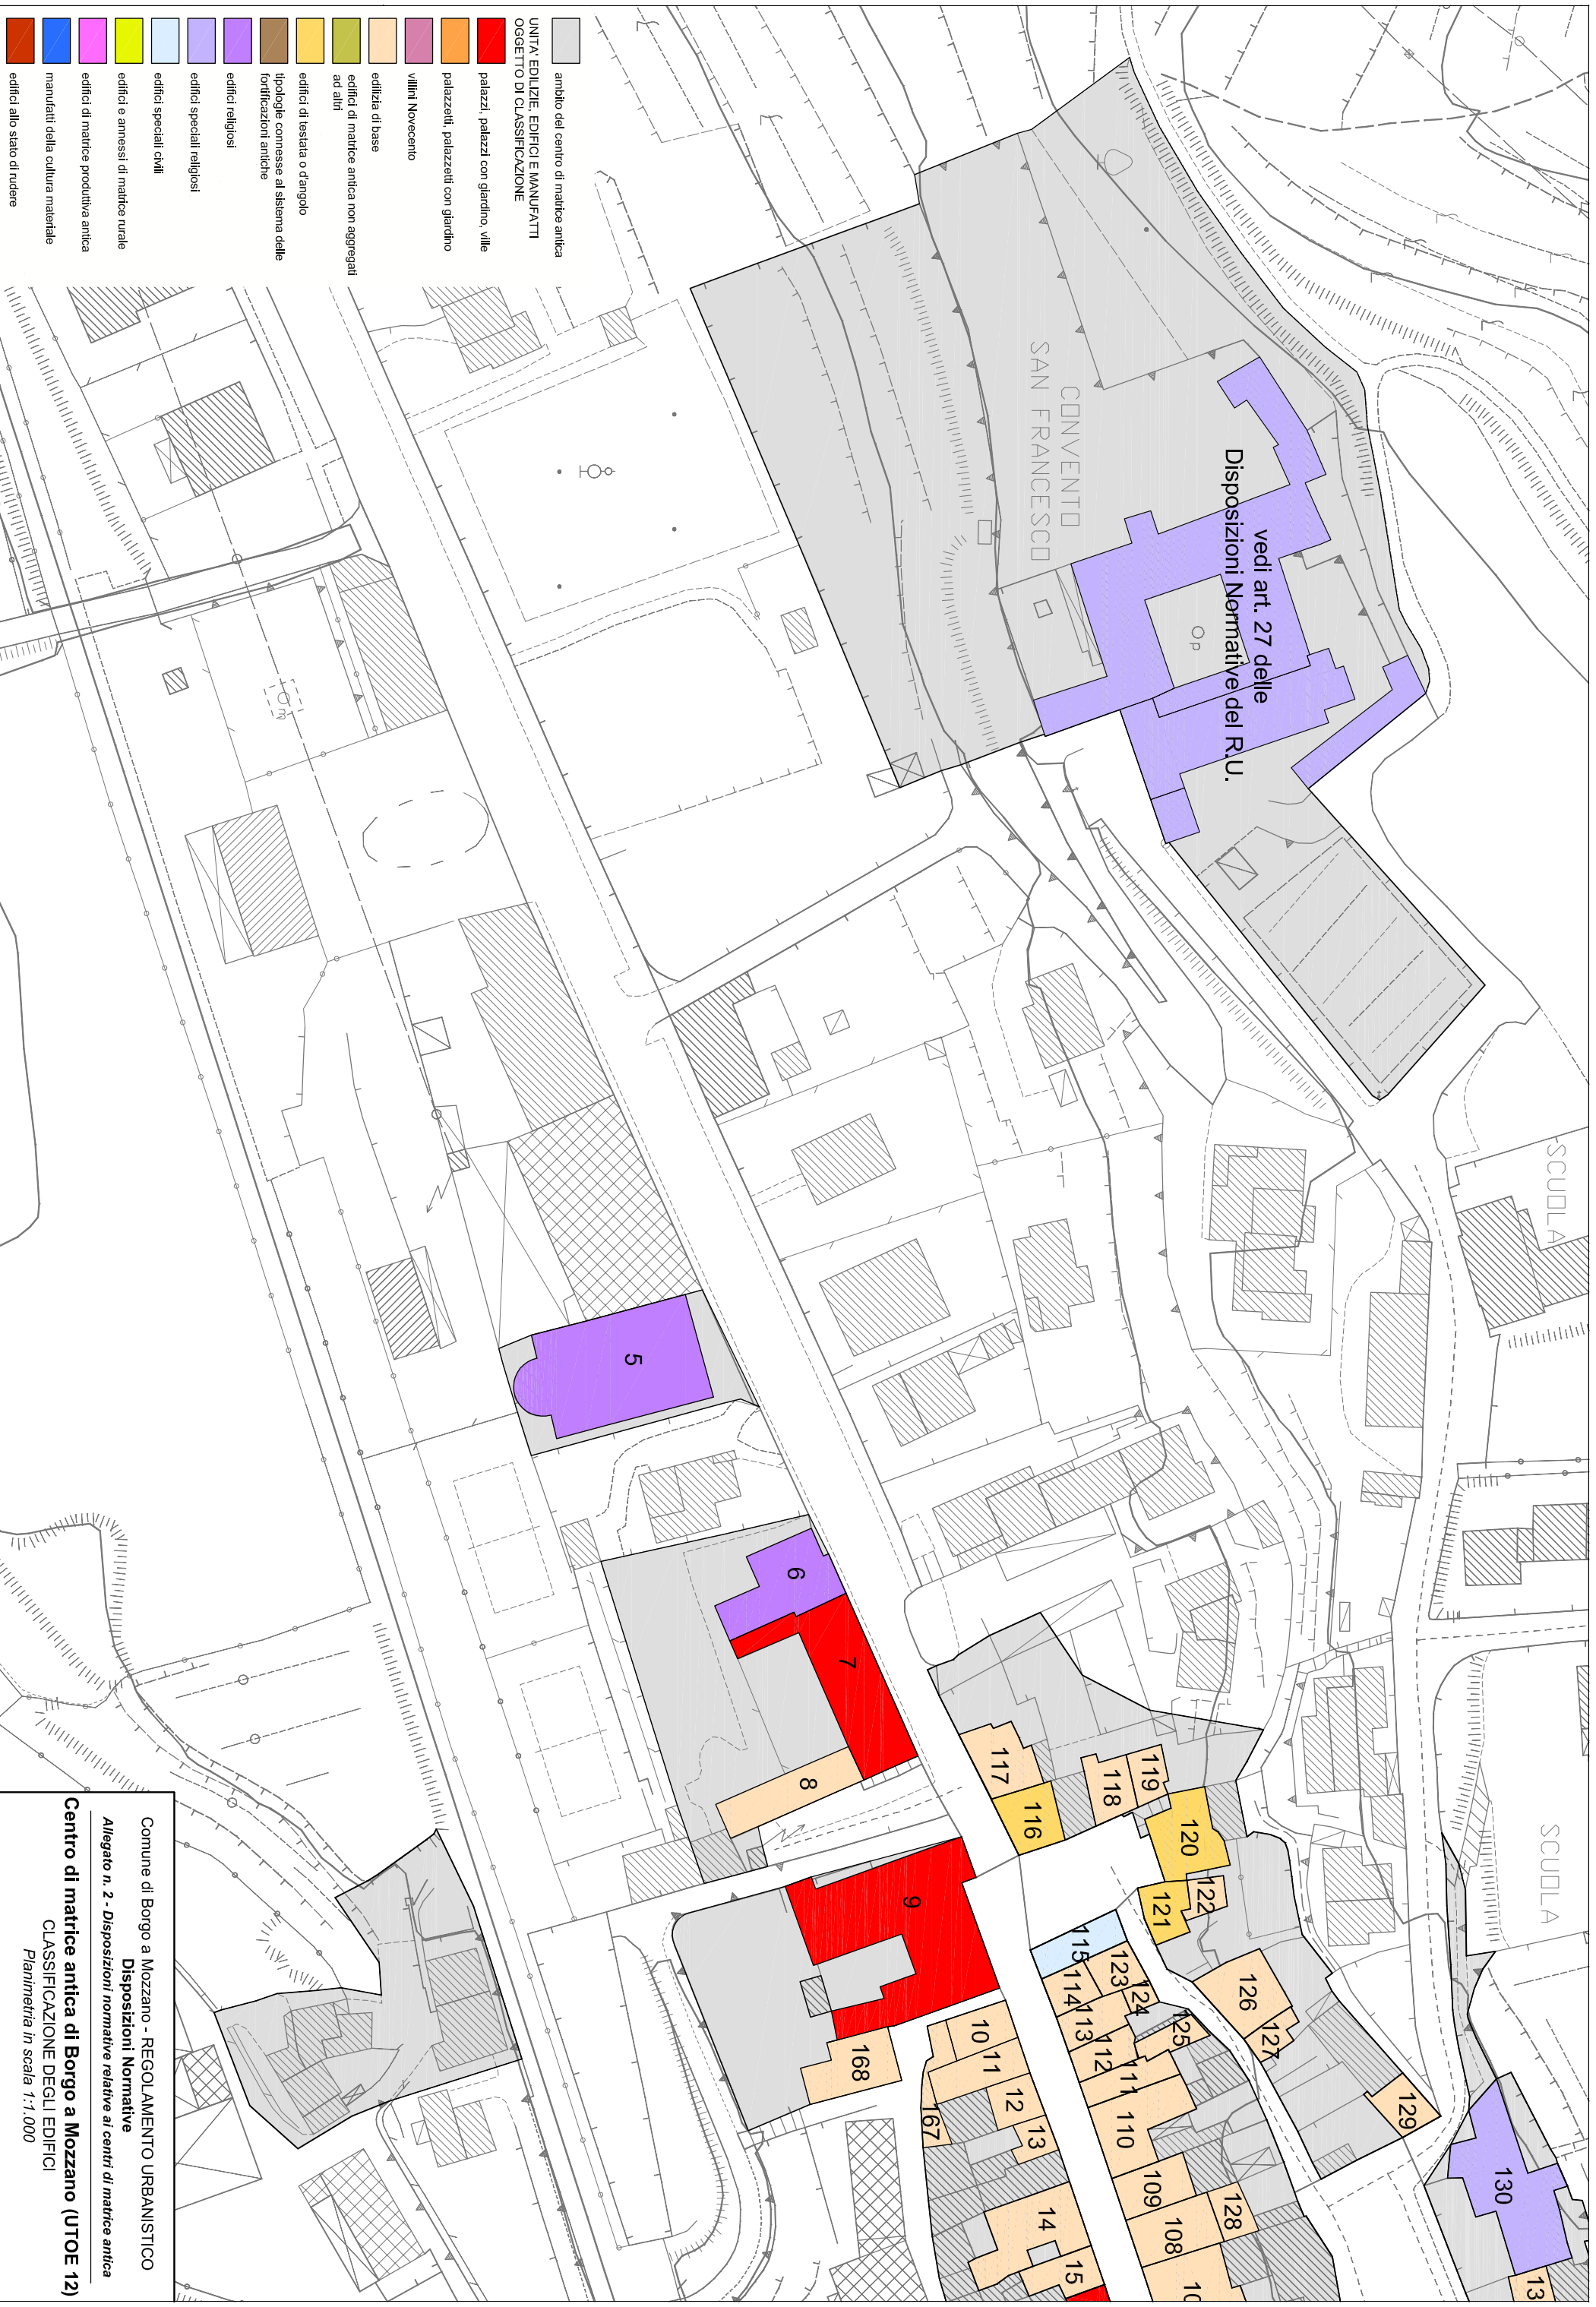 ambito del centro di matrice antica
UNITA' EDILIZIE, EDIFICI E MANUFATTI
OGGETTO DI CLASSIFICAZIONE
palazzi, palazzi con giardino, ville
palazzetti, palazzetti con giardino
villini Novecento
edilizia di base
edifici di matrice antica non aggregati
ad altri
edifici di testata o d'angolo
tipologie connesse al sistema delle
fortificazioni antiche
edifici religiosi
edifici speciali religiosi
edifici speciali civili
edifici e annessi di matrice rurale
edifici di matrice produttiva antica
manufatti della cultura materiale
edifici allo stato di rudere
CONVENTO
SAN FRANCESCO
vedi art. 27 delle
Disposizioni Normative del R.U.
SCUOLA
SCUOLA
5
6
7
8
9
10
11
12
13
14
15
167
168
117
116
118
119
120
121
122
115
123
124
114
113
125
112
111
110
109
108
10
126
127
128
129
130
13
Comune di Borgo a Mozzano - REGOLAMENTO URBANISTICO
Disposizioni Normative
Allegato n. 2 - Disposizioni normative relative ai centri di matrice antica
Centro di matrice antica di Borgo a Mozzano (UTOE 12)
CLASSIFICAZIONE DEGLI EDIFICI
Planimetria in scala 1:1.000